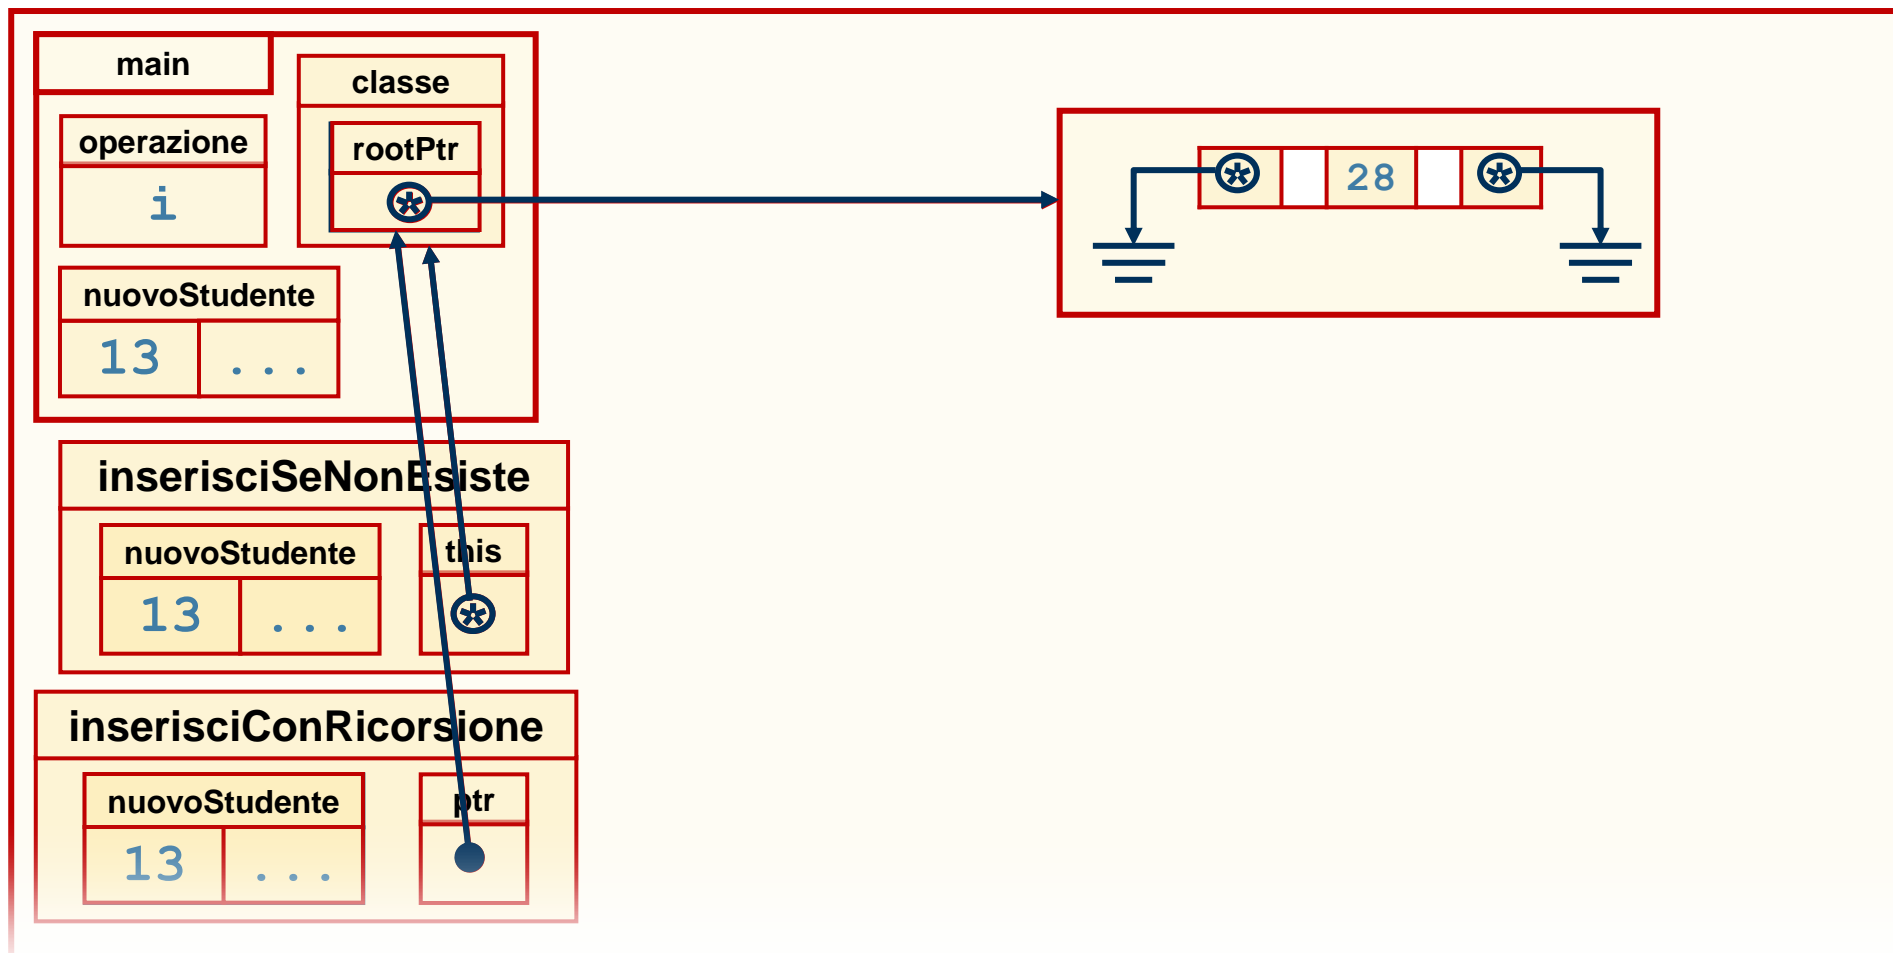 main
classe
operazione
rootPtr
i
28
nuovoStudente
13 ...
inserisciSeNonEsiste
nuovoStudente
this
13 ...
inserisciConRicorsione
nuovoStudente
ptr
13 ...